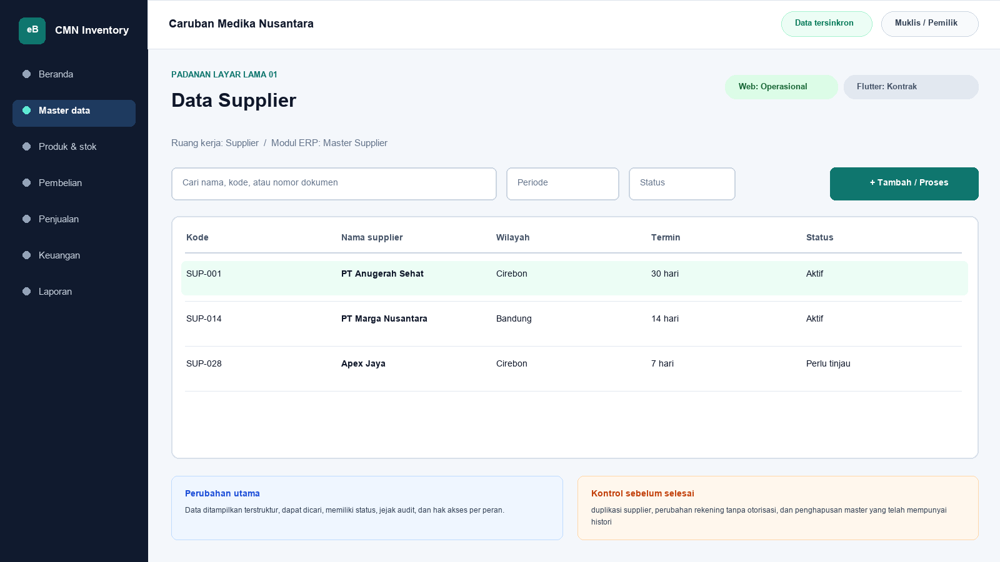 eB
CMN Inventory
Beranda
Master data
Produk & stok
Pembelian
Penjualan
Keuangan
Laporan
Caruban Medika Nusantara
Data tersinkron
Muklis / Pemilik
PADANAN LAYAR LAMA 01
Data Supplier
Web: Operasional
Flutter: Kontrak
Ruang kerja: Supplier / Modul ERP: Master Supplier
Cari nama, kode, atau nomor dokumen
Periode
Status
+ Tambah / Proses
Kode Nama supplier Wilayah Termin Status
SUP-001 PT Anugerah Sehat Cirebon 30 hari Aktif
SUP-014 PT Marga Nusantara Bandung 14 hari Aktif
SUP-028 Apex Jaya Cirebon 7 hari Perlu tinjau
Perubahan utama
Data ditampilkan terstruktur, dapat dicari, memiliki status, jejak audit, dan hak akses per peran.
Kontrol sebelum selesai
duplikasi supplier, perubahan rekening tanpa otorisasi, dan penghapusan master yang telah mempunyai
histori